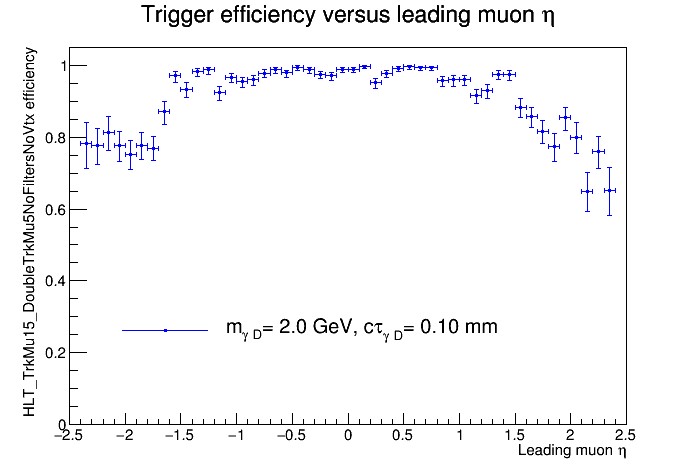 Trigger efficiency versus leading muon η
HLT_TrkMu15_DoubleTrkMu5NoFiltersNoVtx efficiency
1
0.8
0.6
0.4
0.2
0
m_γ D= 2.0 GeV, cτ_γ D= 0.10 mm
−2.5 −2 −1.5 −1 −0.5 0 0.5 1 1.5 2 2.5
Leading muon η